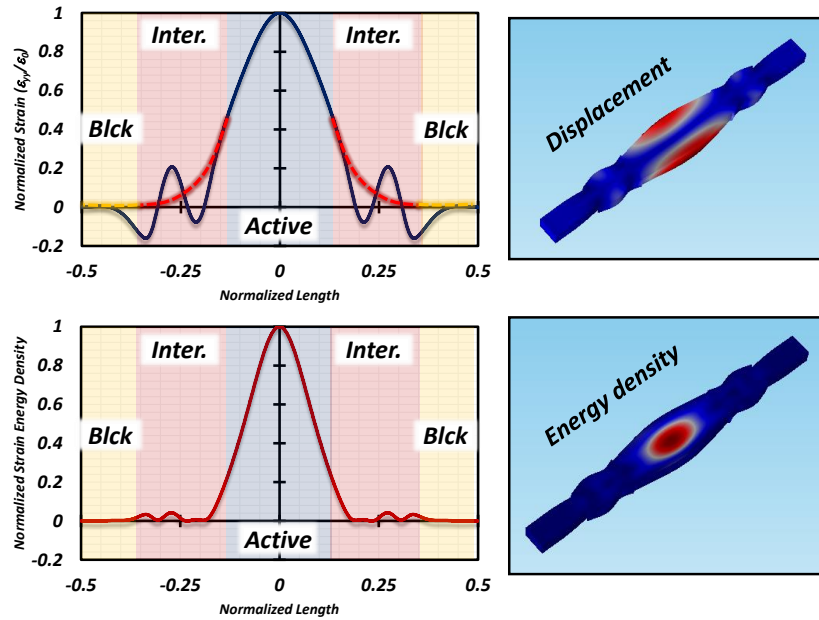 1
0.8
0.6
0.4
0.2
0
-0.2
Normalized Strain (εyy/ε0)
Inter.
Inter.
Blck
Blck
Active
-0.5
-0.25
0
0.25
0.5
Normalized Length
Displacement
1
0.8
0.6
0.4
0.2
0
-0.2
Normalized Strain Energy Density
Inter.
Inter.
Blck
Blck
Active
-0.5
-0.25
0
0.25
0.5
Normalized Length
Energy density